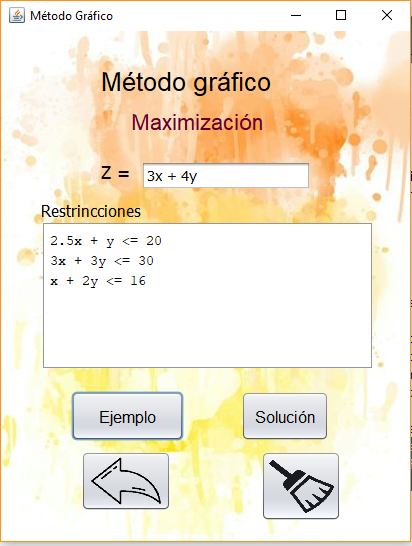 Método Gráfico
Método gráfico
Maximización
Z = 3x + 4y
Restrincciones
2.5x + y <= 20
3x + 3y <= 30
x + 2y <= 16
Ejemplo Solución